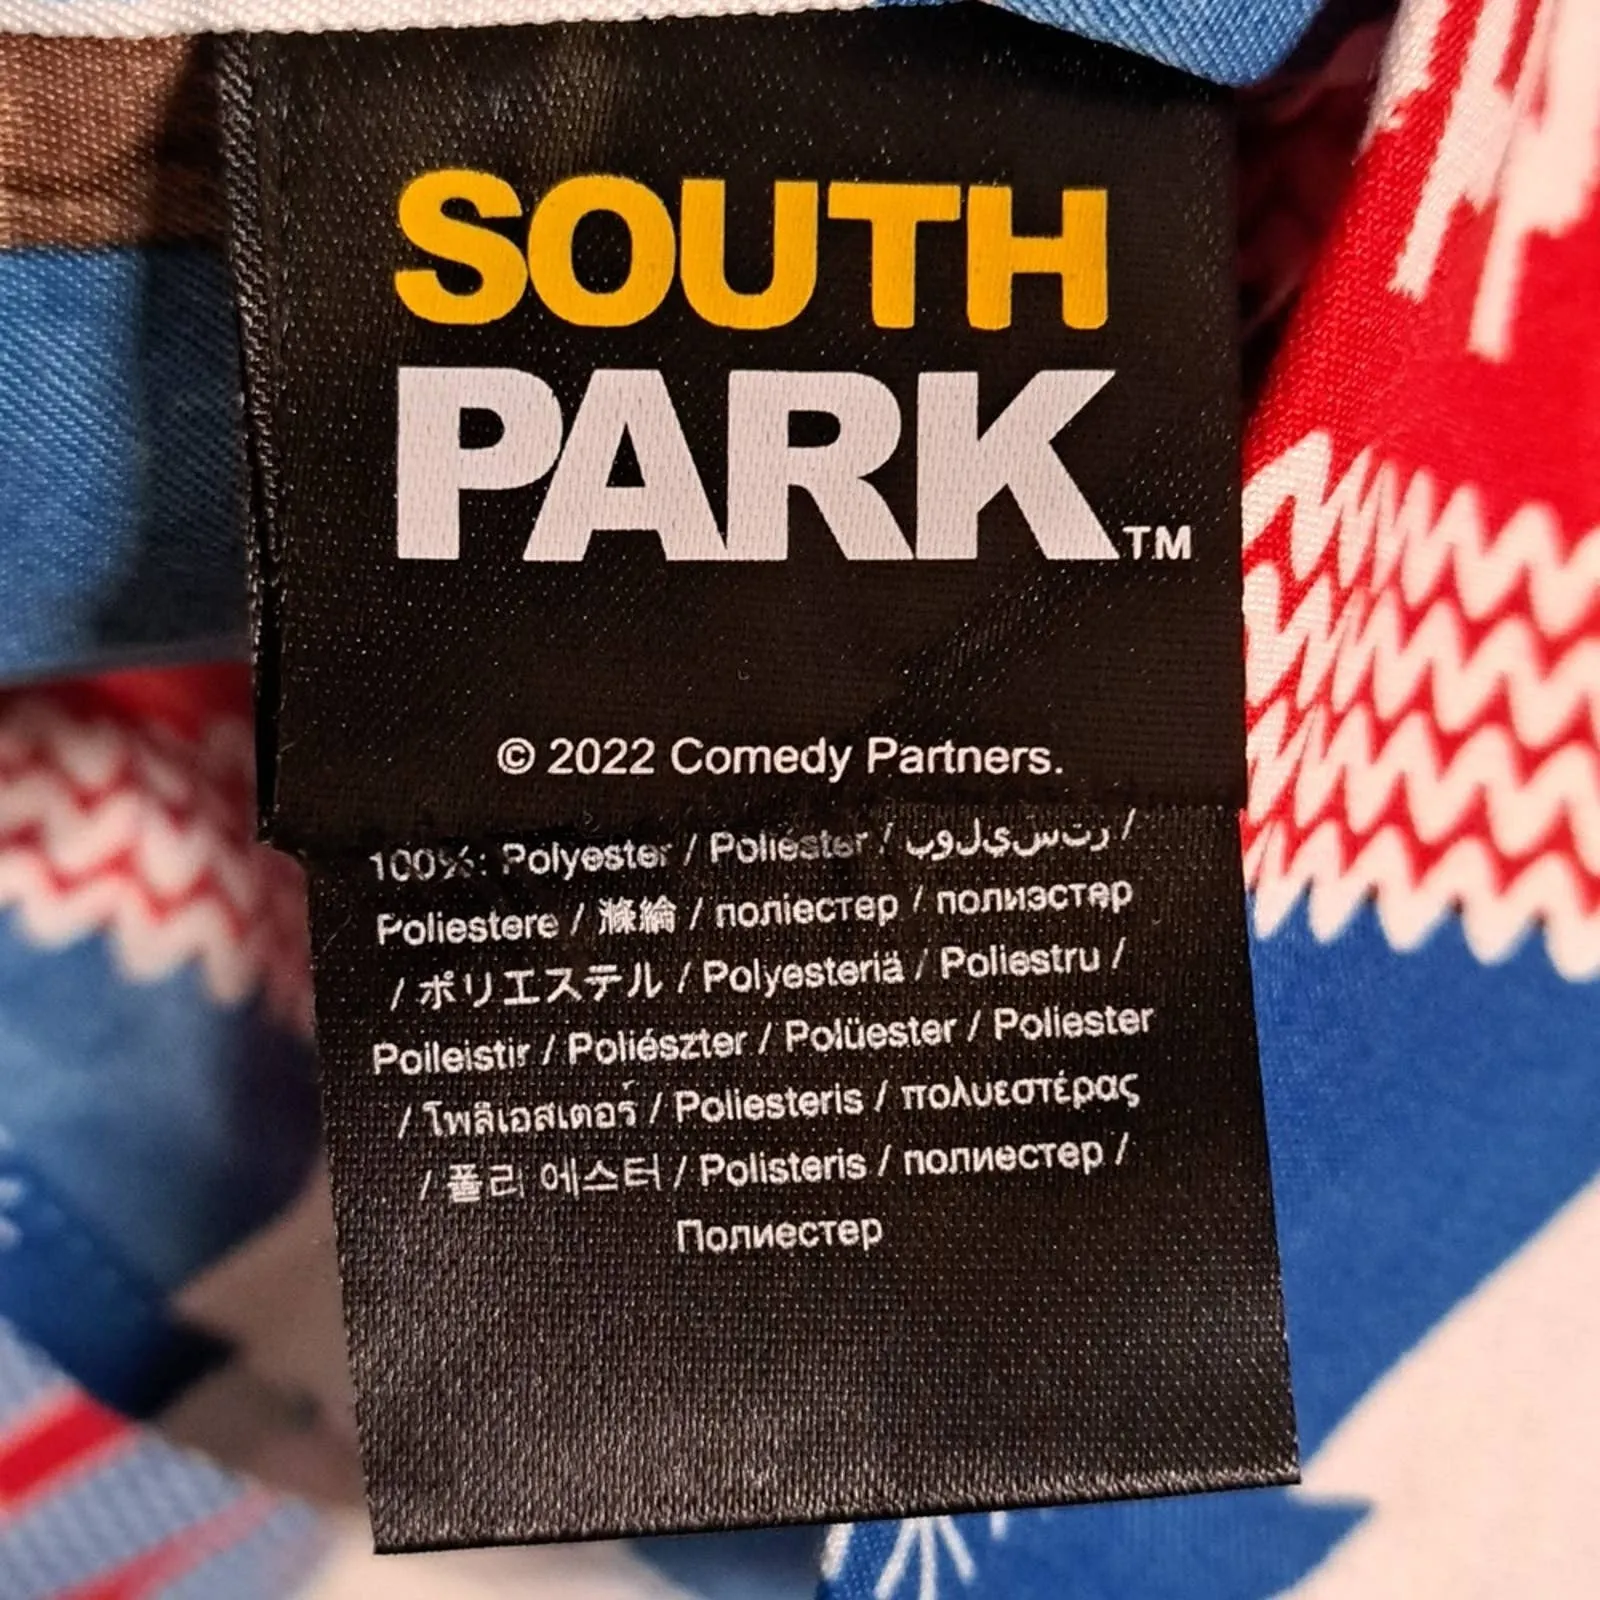 SOUTH
PARK™
© 2022 Comedy Partners.
100%: Polyester / Poliéster / بوليستر /
Poliestere / 滌綸 / поліестер / полиэстер
/ ポリエステル / Polyesteriä / Poliestru /
Poileistir / Poliészter / Polüester / Poliester
/ โพลิเอสเตอร์ / Poliesteris / πολυεστέρας
/ 폴리 에스터 / Polisteris / полиестер /
Полиестер